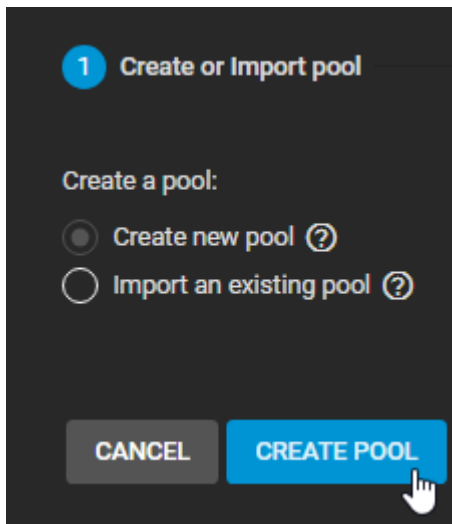 1 Create or Import pool
Create a pool:
Create new pool ?
Import an existing pool ?
CANCEL CREATE POOL